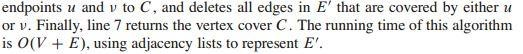 endpoints u and v to C, and deletes all edges in E′ that are covered by either u
or v. Finally, line 7 returns the vertex cover C. The running time of this algorithm
is O(V + E), using adjacency lists to represent E′.